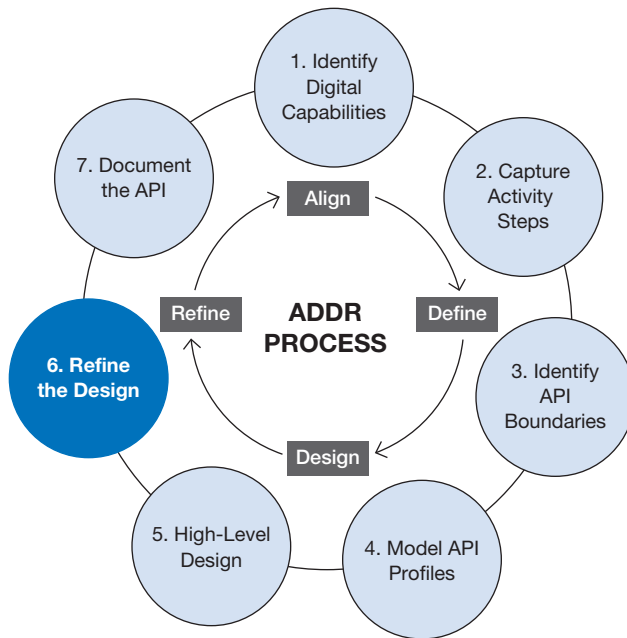 1. Identify
Digital
Capabilities
2. Capture
Activity
Steps
3. Identify
API
Boundaries
4. Model API
Profiles
5. High-Level
Design
6. Refine
the Design
7. Document
the API
Align
Define
Design
Refine
ADDR
PROCESS